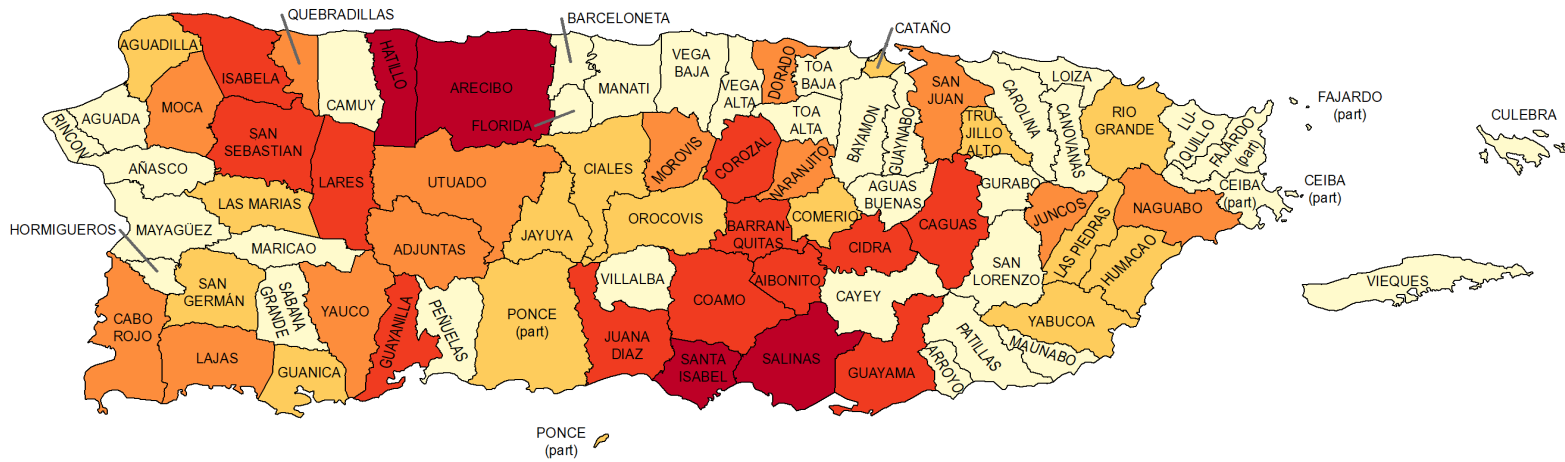 QUEBRADILLAS
BARCELONETA
CATAÑO
AGUADILLA
ISABELA
HATILLO
ARECIBO
VEGA
BAJA
DORADO
TOA
BAJA
SAN
JUAN
LOIZA
FAJARDO
(part)
CULEBRA
MOCA
CAMUY
MANATI
VEGA
ALTA
CAROLINA
CANOVANAS
RIO
GRANDE
LU-
QUILLO
FAJARDO
(part)
RINCON
AGUADA
SAN
SEBASTIAN
FLORIDA
TOA
ALTA
BAYAMON
GUAYNABO
TRU-
JILLO
ALTO
AÑASCO
LARES
UTUADO
CIALES
MOROVIS
COROZAL
NARANJITO
AGUAS
BUENAS
GURABO
CEIBA
(part)
CEIBA
(part)
LAS MARIAS
OROCOVIS
COMERIO
CAGUAS
JUNCOS
LAS PIEDRAS
NAGUABO
HORMIGUEROS
MAYAGÜEZ
MARICAO
ADJUNTAS
JAYUYA
BARRAN-
QUITAS
CIDRA
HUMACAO
SAN
GERMÁN
SABANA
GRANDE
VILLALBA
COAMO
AIBONITO
CAYEY
SAN
LORENZO
VIEQUES
CABO
ROJO
YAUCO
GUAYANILLA
PEÑUELAS
PONCE
(part)
JUANA
DIAZ
YABUCOA
LAJAS
GUANICA
SANTA
ISABEL
SALINAS
GUAYAMA
ARROYO
PATILLAS
MAUNABO
PONCE
(part)